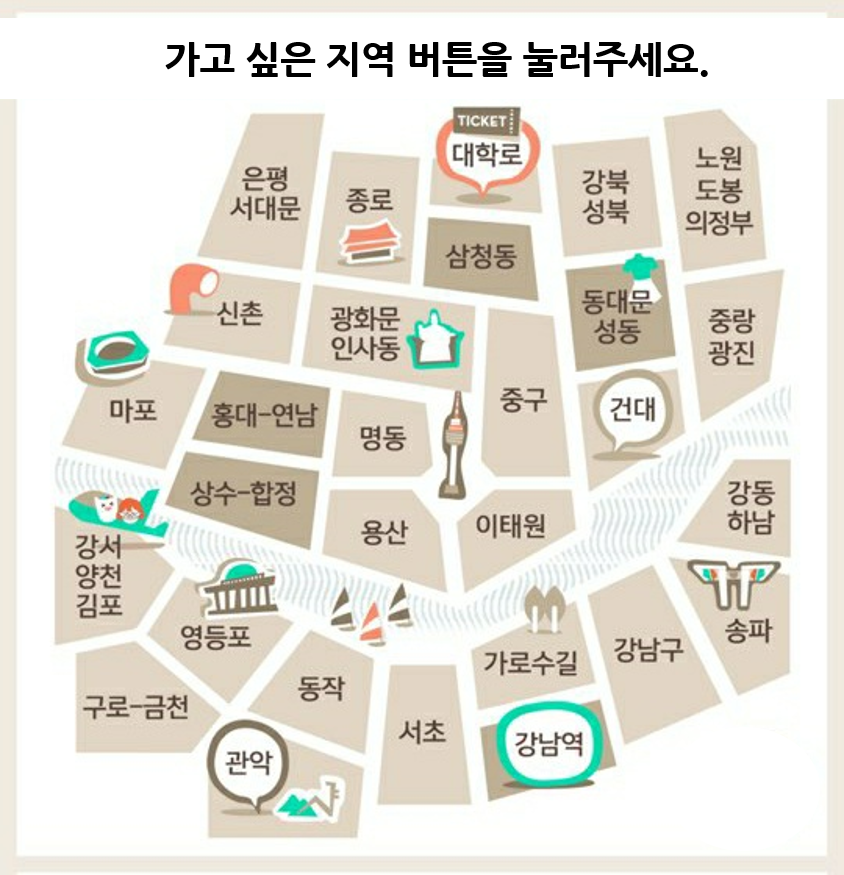 가고 싶은 지역 버튼을 눌러주세요.
TICKET
대학로
은평
서대문
종로
강북
성북
노원
도봉
의정부
삼청동
신촌
광화문
인사동
동대문
성동
중랑
광진
마포
홍대-연남
명동
중구
건대
상수-합정
용산
이태원
강동
하남
강서
양천
김포
영등포
가로수길
강남구
송파
구로-금천
동작
서초
강남역
관악